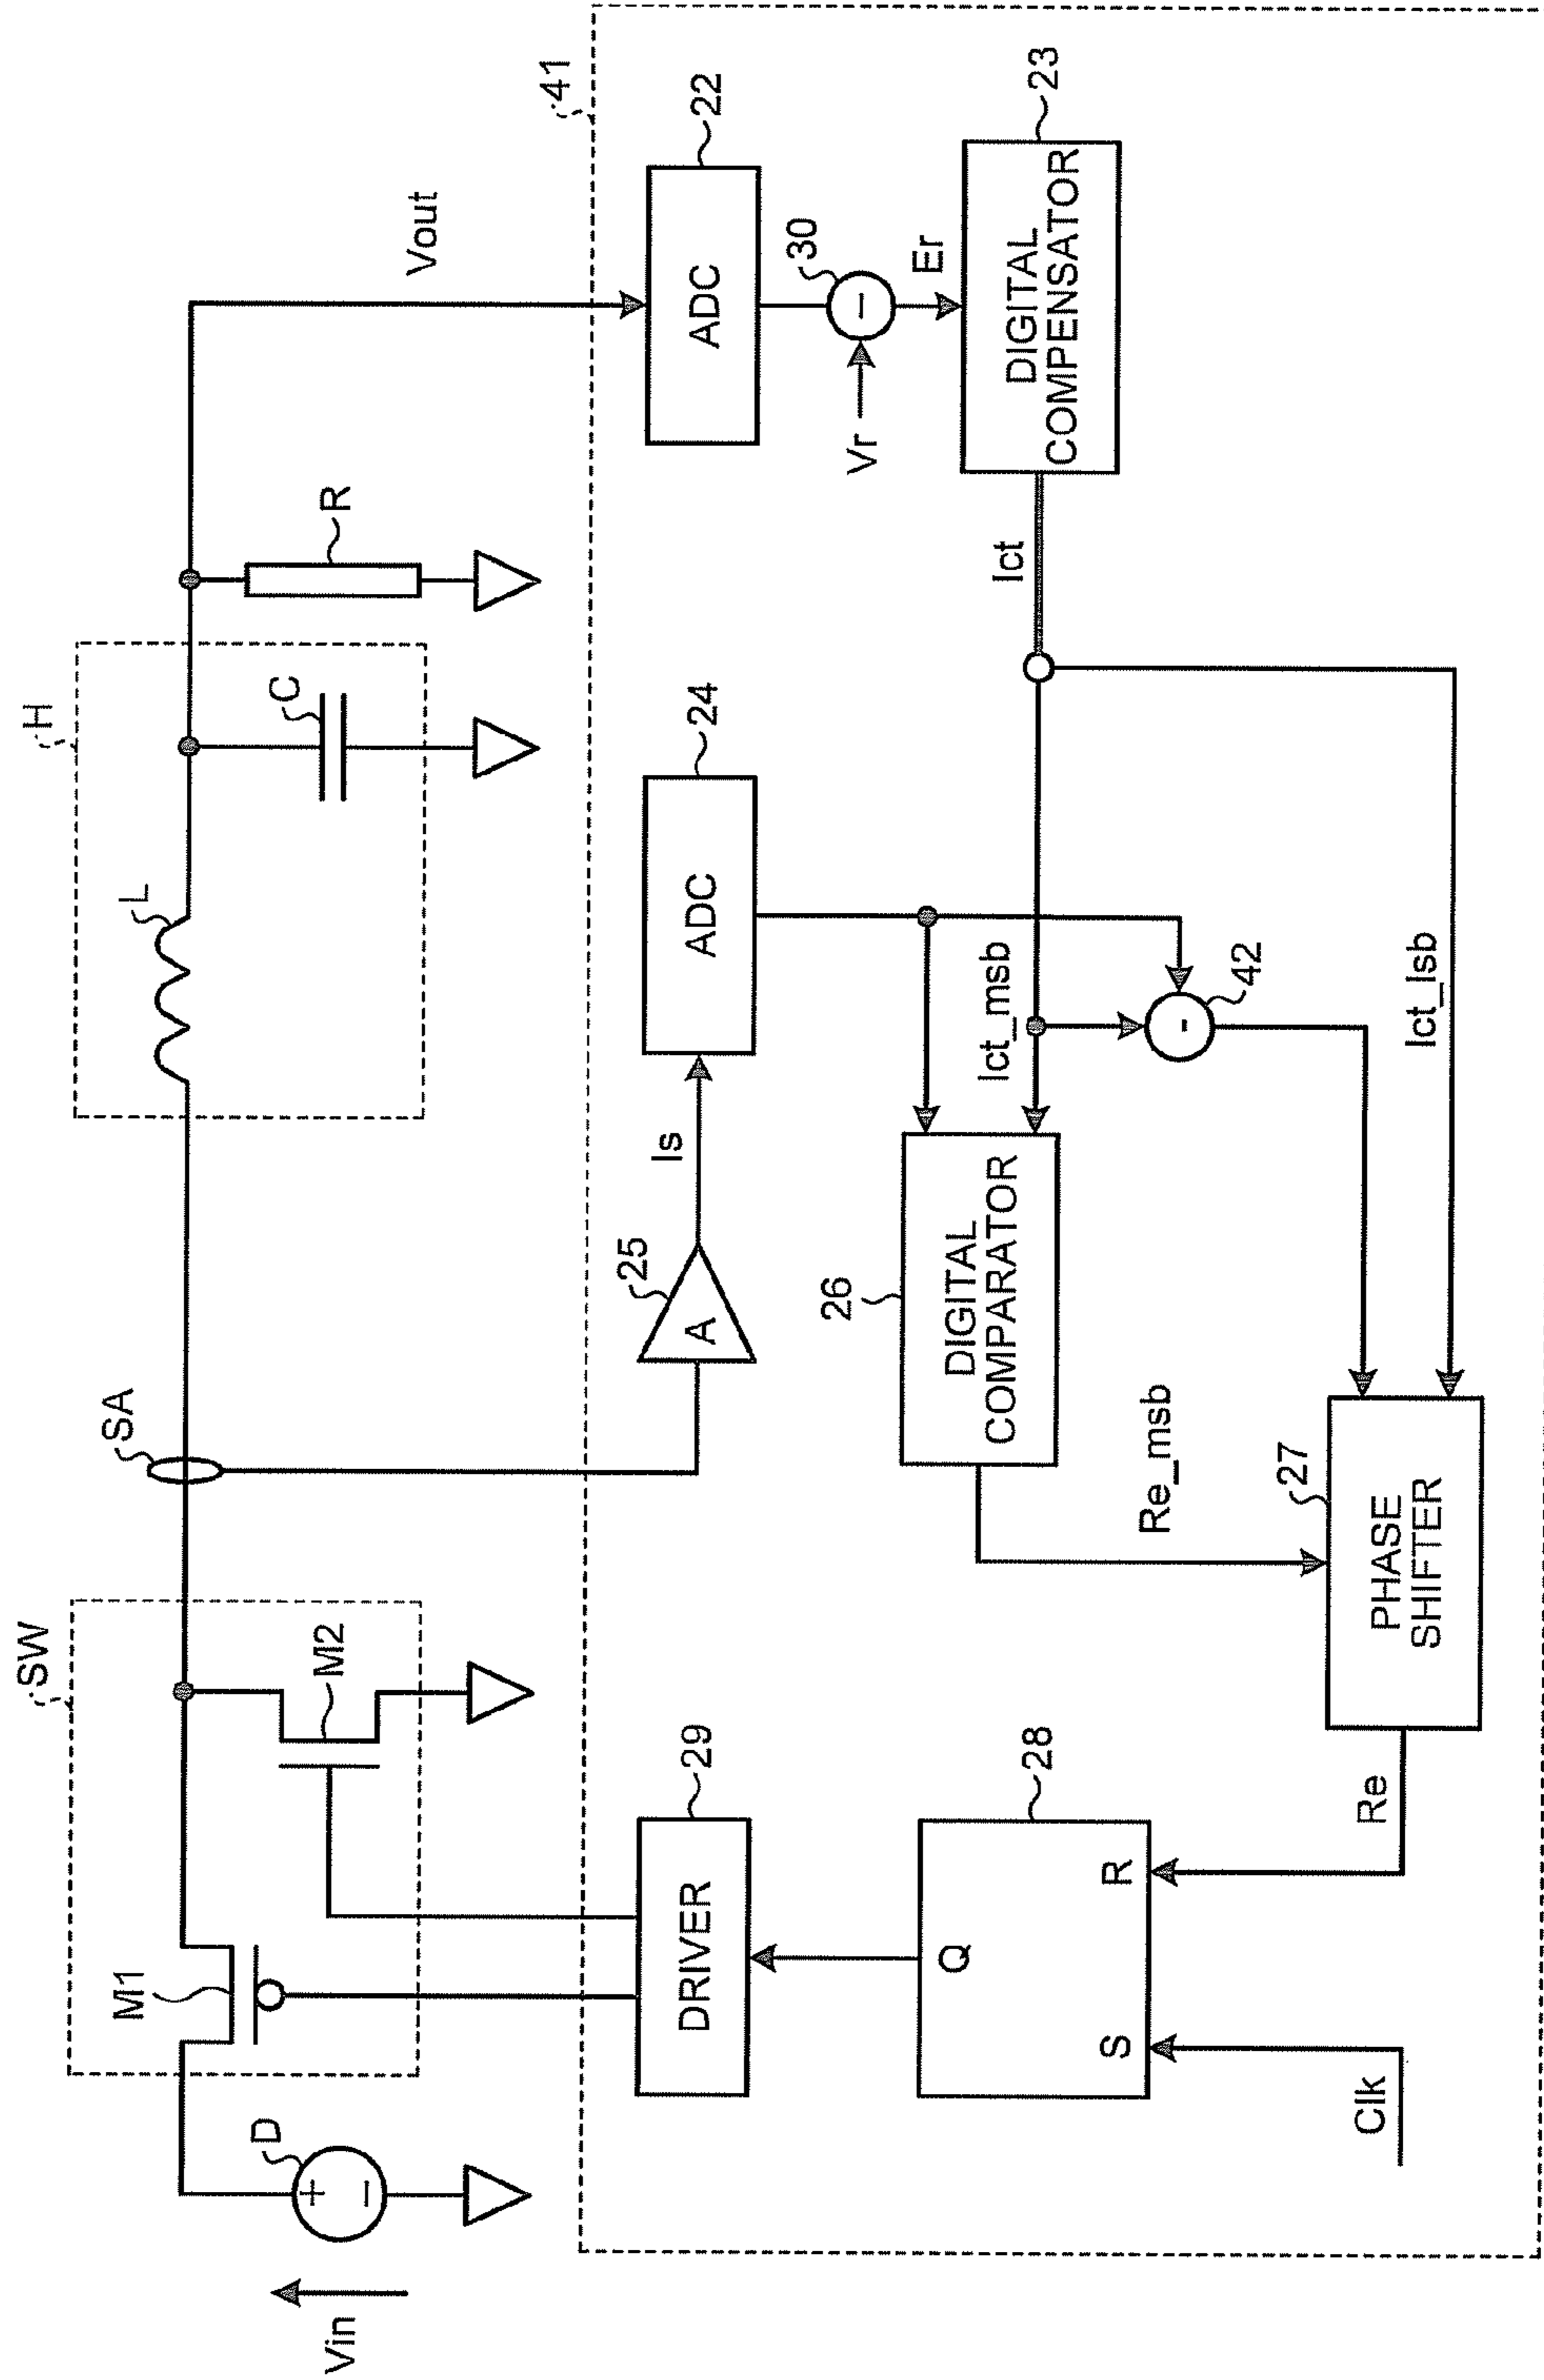 Vin
D
+
−
M1
SW
M2
SA
L
H
C
R
Vout
41
DRIVER
29
A
25
Is
ADC
24
ADC
22
Vr
−
30
Er
Q
S
R
28
Clk
Re
DIGITAL
COMPARATOR
26
Re_msb
Ict_msb
-
42
Ict
DIGITAL
COMPENSATOR
23
PHASE
SHIFTER
27
Ict_lsb